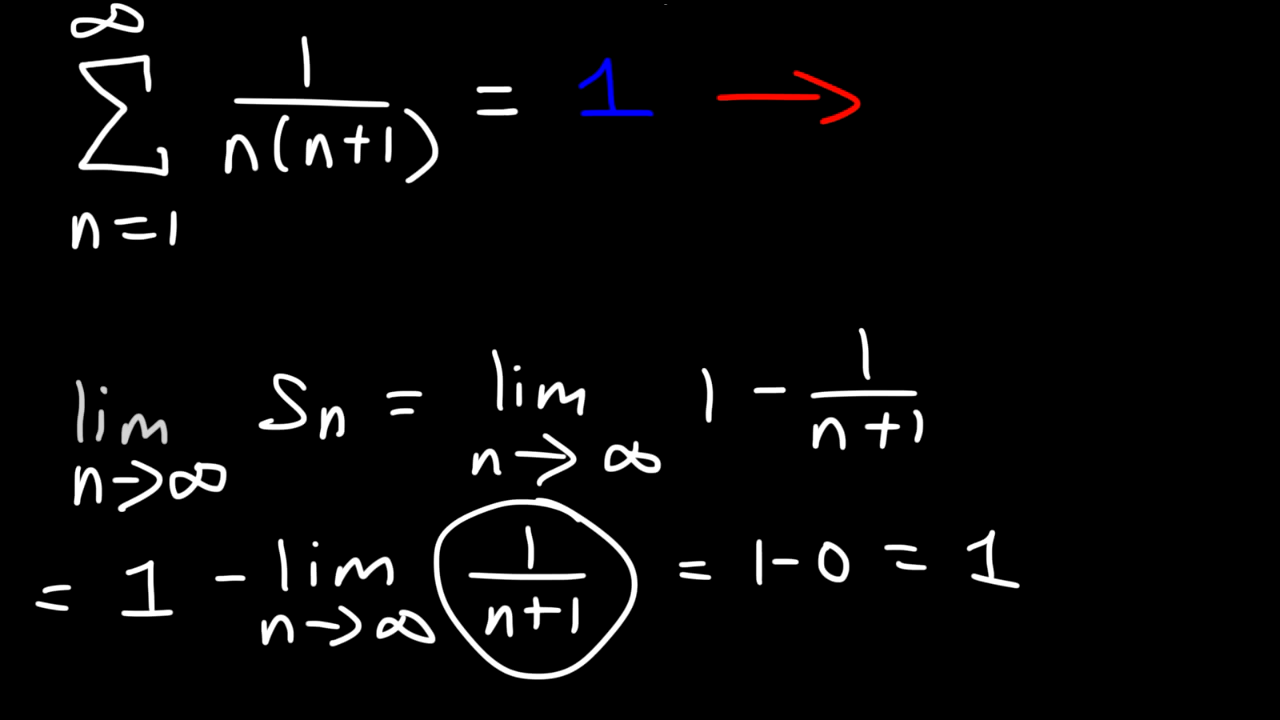 ∞
∑ 1/(n(n+1)) = 1 →
n=1
lim n→∞ Sn = lim n→∞ 1 - 1/(n+1)
= 1 - lim n→∞ 1/(n+1) = 1-0 = 1